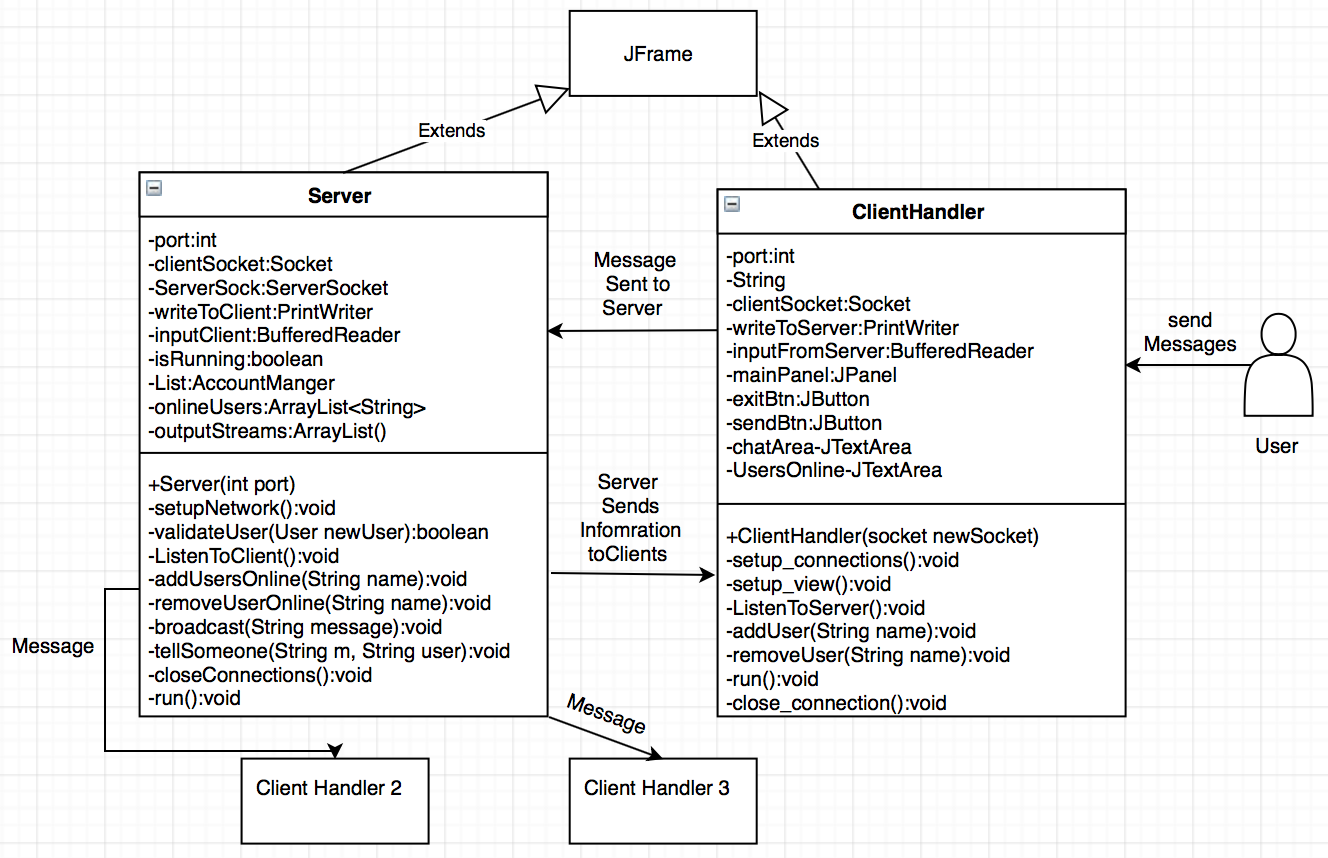 JFrame
Extends
Extends
Server
-port:int
-clientSocket:Socket
-ServerSock:ServerSocket
-writeToClient:PrintWriter
-inputClient:BufferedReader
-isRunning:boolean
-List:AccountManger
-onlineUsers:ArrayList<String>
-outputStreams:ArrayList()
+Server(int port)
-setupNetwork():void
-validateUser(User newUser):boolean
-ListenToClient():void
-addUsersOnline(String name):void
-removeUserOnline(String name):void
-broadcast(String message):void
-tellSomeone(String m, String user):void
-closeConnections():void
-run():void
Message
Sent to
Server
Server
Sends
Infomration
toClients
ClientHandler
-port:int
-String
-clientSocket:Socket
-writeToServer:PrintWriter
-inputFromServer:BufferedReader
-mainPanel:JPanel
-exitBtn:JButton
-sendBtn:JButton
-chatArea-JTextArea
-UsersOnline-JTextArea
+ClientHandler(socket newSocket)
-setup_connections():void
-setup_view():void
-ListenToServer():void
-addUser(String name):void
-removeUser(String name):void
-run():void
-close_connection():void
send
Messages
User
Message
Message
Client Handler 2
Client Handler 3